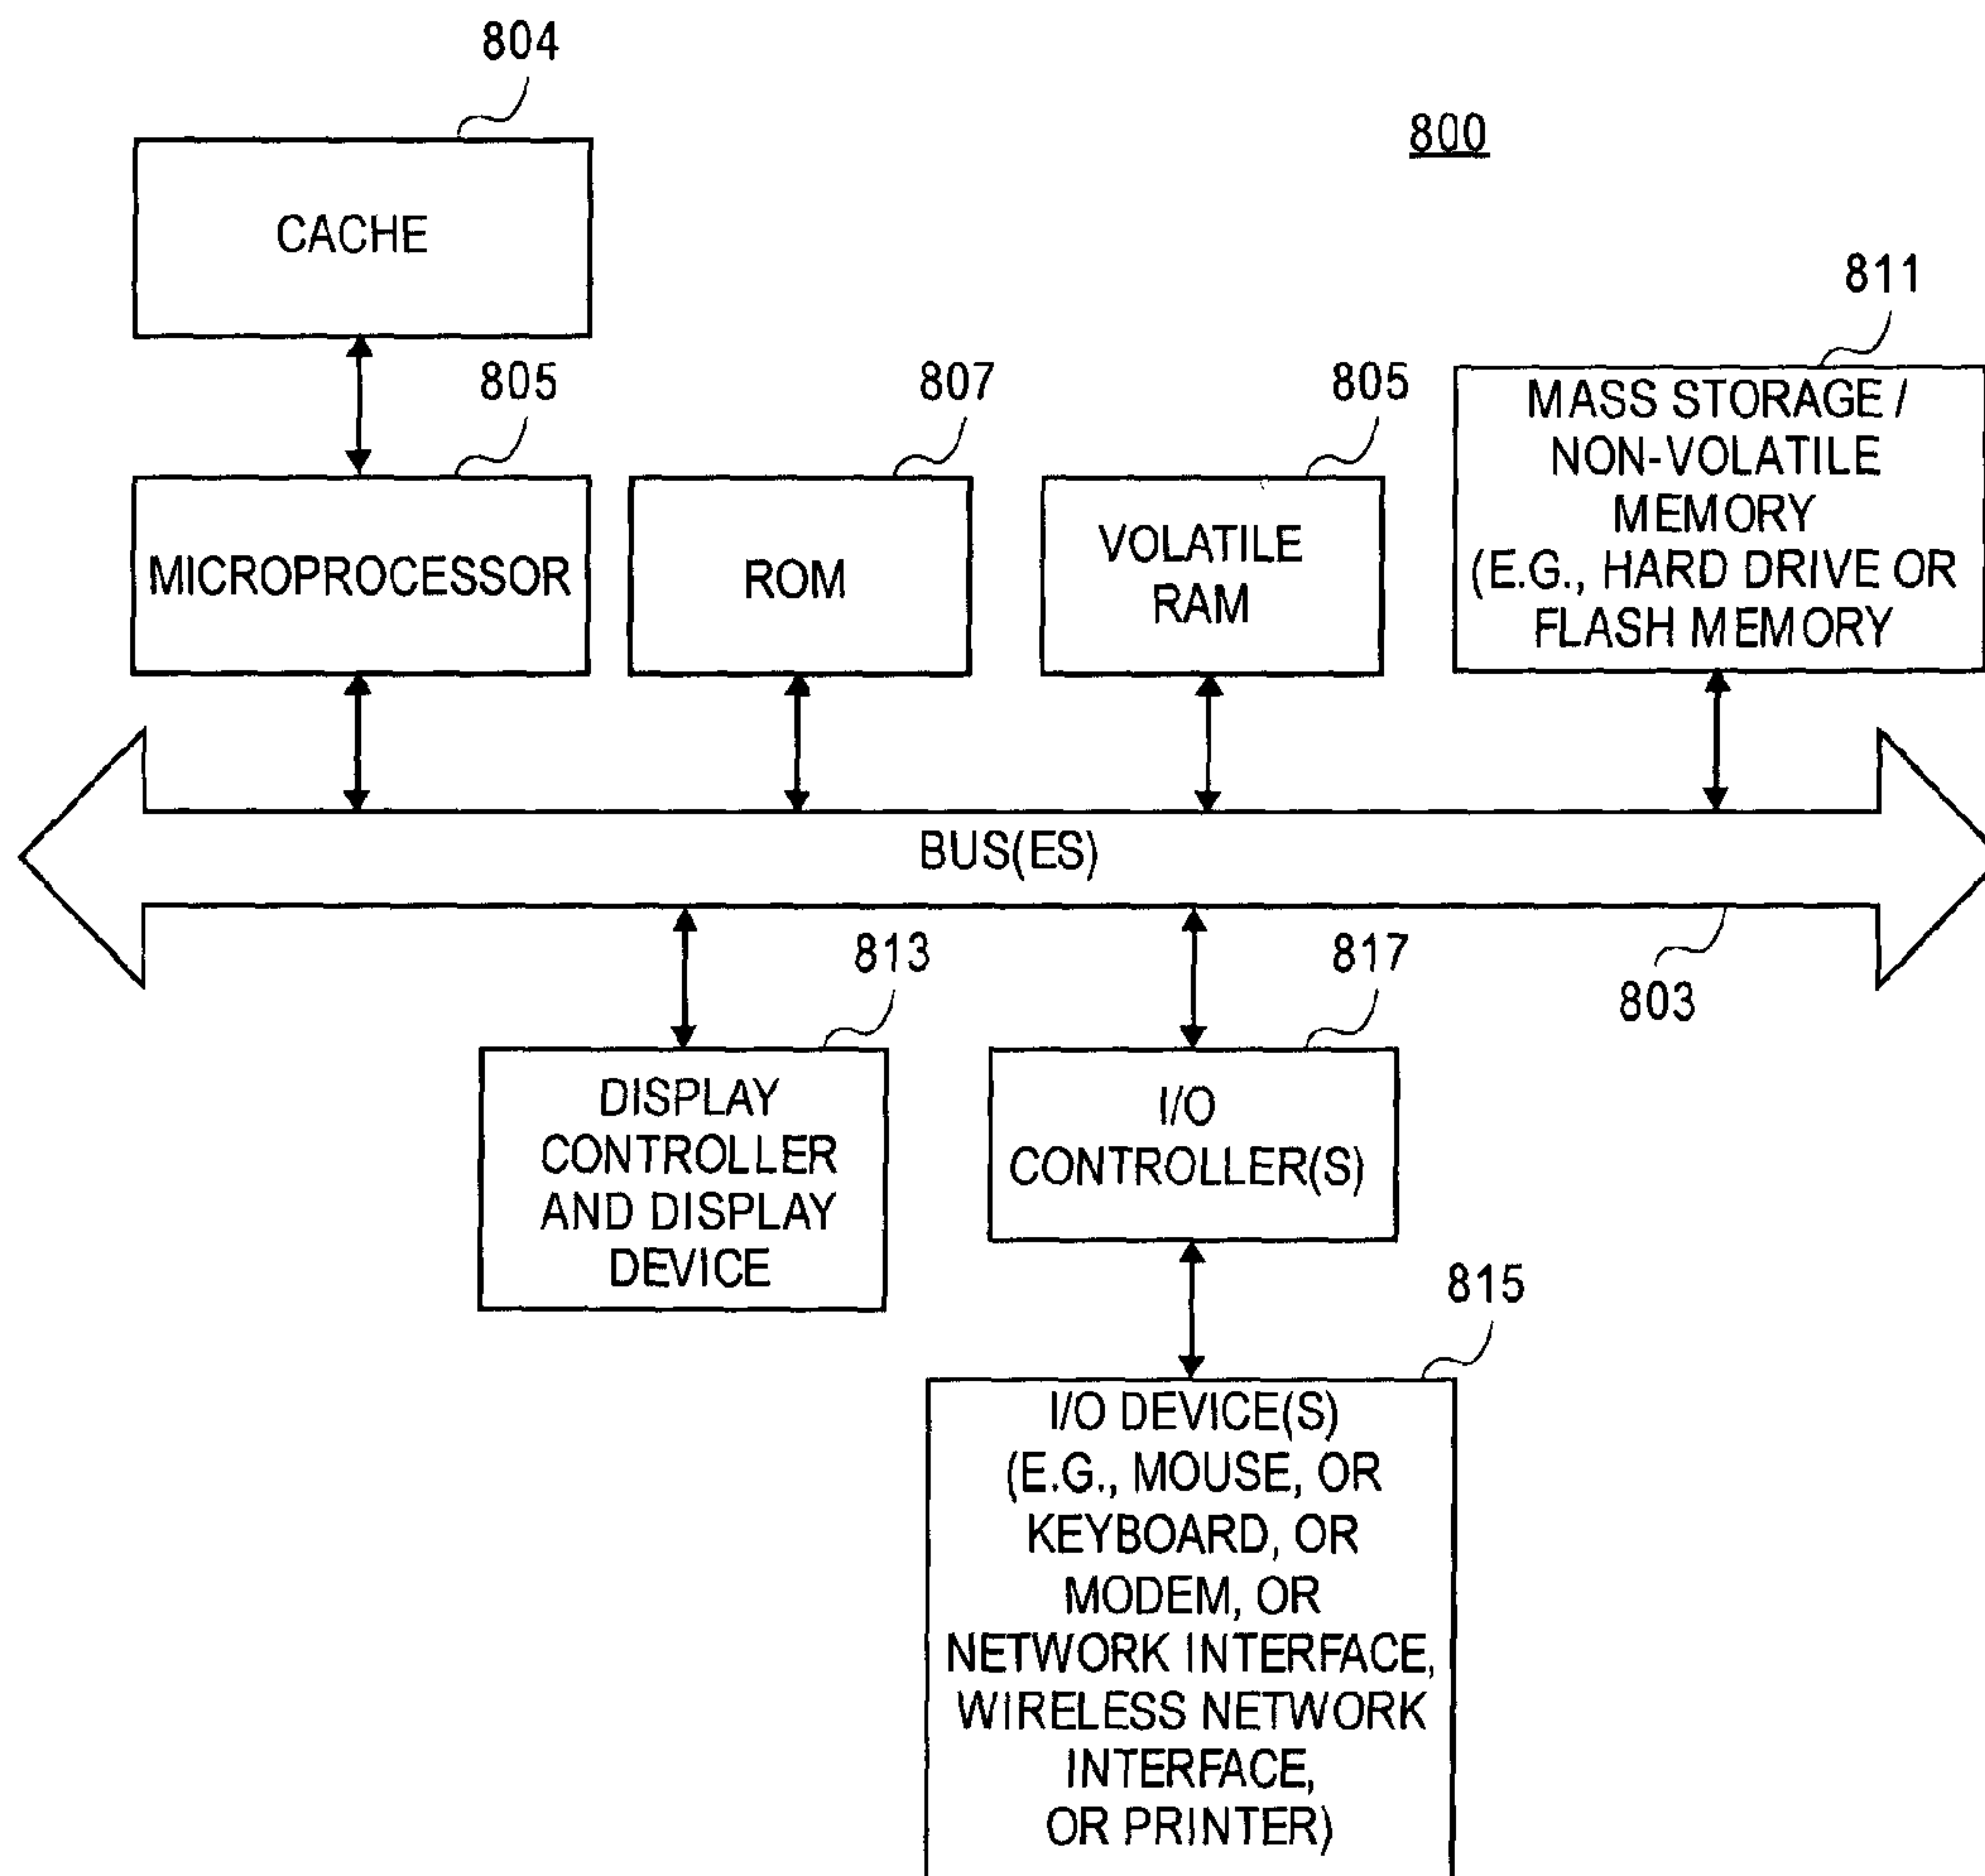 804
800
CACHE
811
805
807
805
MASS STORAGE /
NON-VOLATILE
MEMORY
(E.G., HARD DRIVE OR
FLASH MEMORY
MICROPROCESSOR
ROM
VOLATILE
RAM
BUS(ES)
813
817
803
DISPLAY
CONTROLLER
AND DISPLAY
DEVICE
I/O
CONTROLLER(S)
815
I/O DEVICE(S)
(E.G., MOUSE, OR
KEYBOARD, OR
MODEM, OR
NETWORK INTERFACE,
WIRELESS NETWORK
INTERFACE,
OR PRINTER)